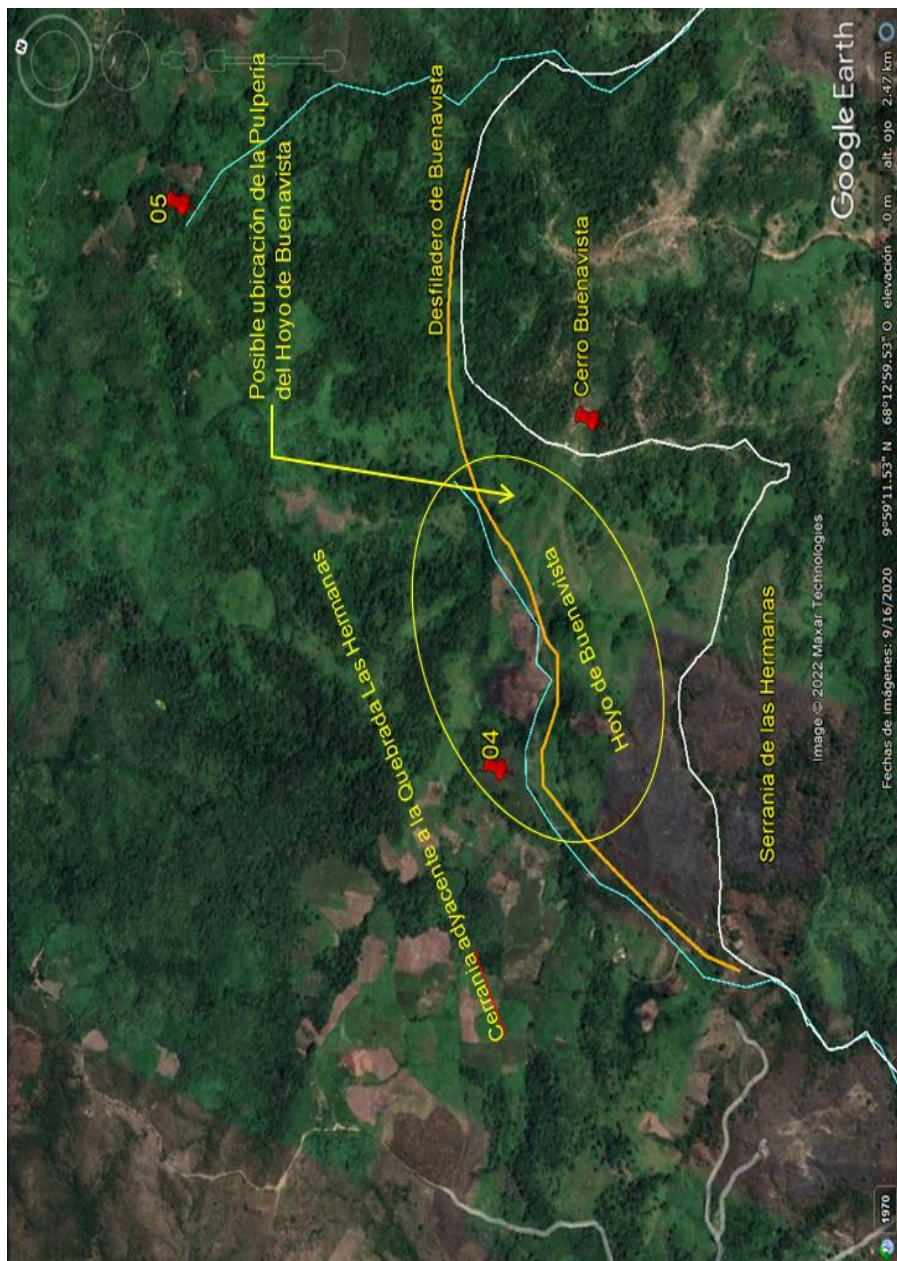 N
05
Posible ubicación de la Pulpería
del Hoyo de Buenavista
Desfiladero de Buenavista
Cerro Buenavista
Cerrania adyacente a la Quebrada Las Hermanas
04
Hoyo de Buenavista
Serrania de las Hermanas
Image © 2022 Maxar Technologies
Google Earth
1970
Fechas de imágenes: 9/16/2020 9°59'11.53" N 68°12'59.53" O elevación 0 m alt. ojo 2.47 km